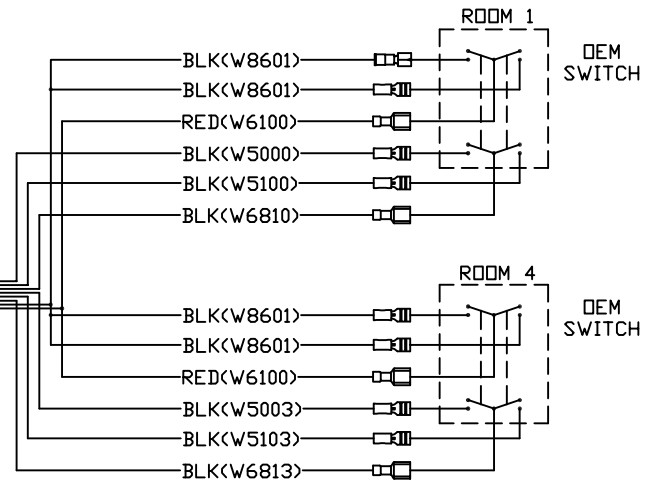 ROOM 1
OEM
SWITCH
BLK(W8601)
BLK(W8601)
RED(W6100)
BLK(W5000)
BLK(W5100)
BLK(W6810)
ROOM 4
OEM
SWITCH
BLK(W8601)
BLK(W8601)
RED(W6100)
BLK(W5003)
BLK(W5103)
BLK(W6813)